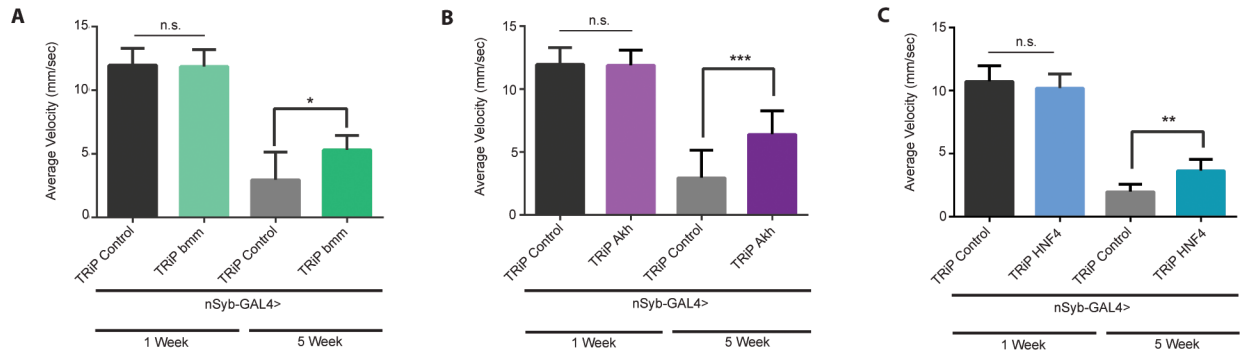 A
Average Velocity (mm/sec)
15
10
5
0
n.s.
*
TRiP Control
TRiP bmm
TRiP Control
TRiP bmm
nSyb-GAL4>
1 Week
5 Week
B
Average Velocity (mm/sec)
15
10
5
0
n.s.
***
TRiP Control
TRiP Akh
TRiP Control
TRiP Akh
nSyb-GAL4>
1 Week
5 Week
C
Average Velocity (mm/sec)
15
10
5
0
n.s.
**
TRiP Control
TRiP HNF4
TRiP Control
TRiP HNF4
nSyb-GAL4>
1 Week
5 Week